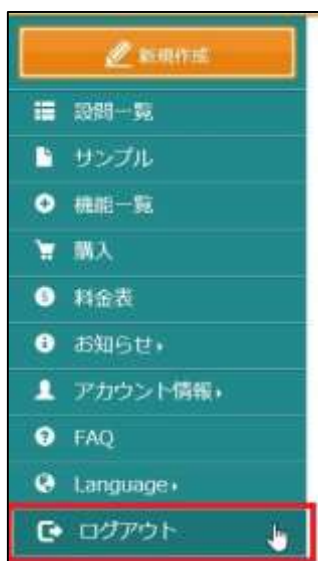 新規作成
設問一覧
サンプル
機能一覧
購入
料金表
お知らせ
アカウント情報
FAQ
Language
ログアウト